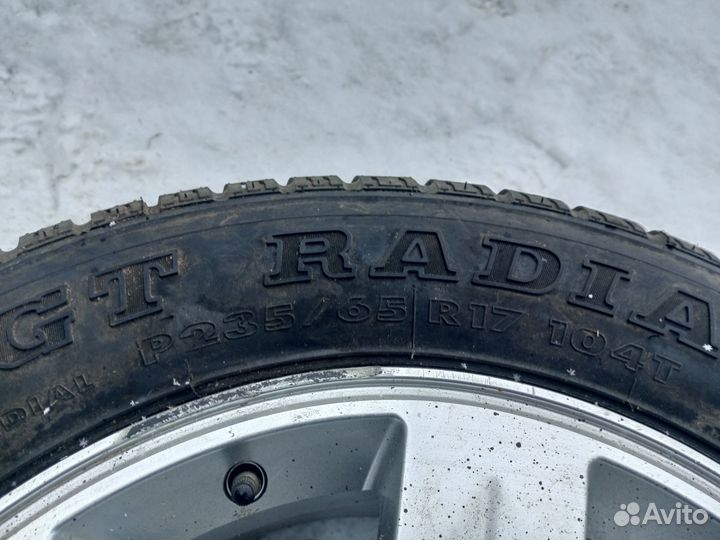 GT RADIA
P235/65 R17 104T
DIAL
Avito